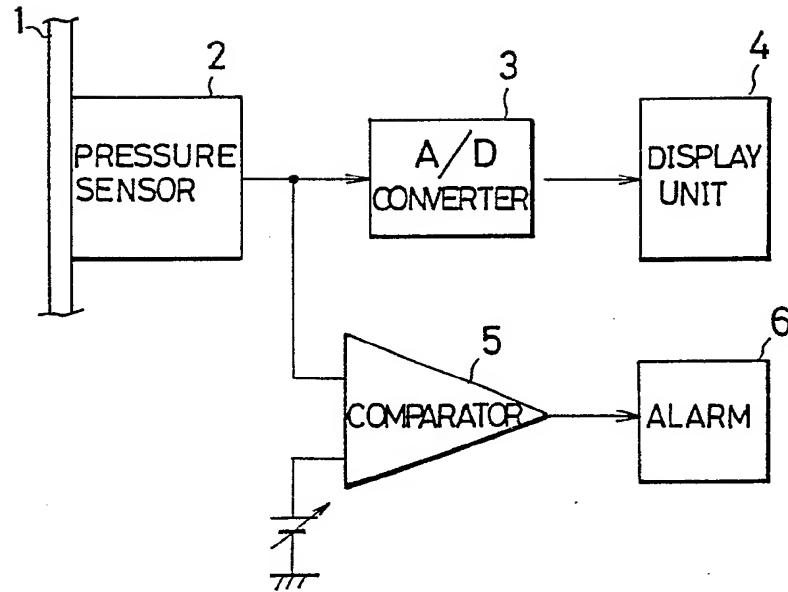 1
2
PRESSURE
SENSOR
3
A/D
CONVERTER
4
DISPLAY
UNIT
5
COMPARATOR
6
ALARM